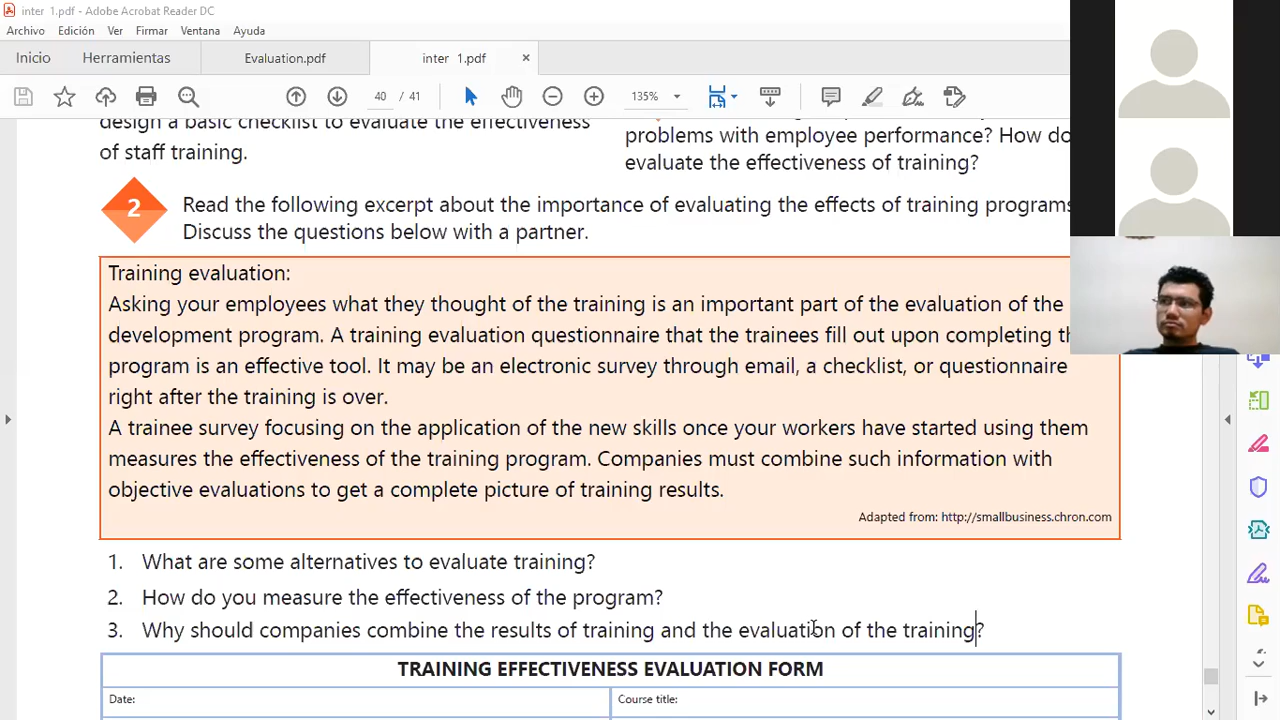 inter 1.pdf - Adobe Acrobat Reader DC
Archivo Edición Ver Firmar Ventana Ayuda
Inicio Herramientas Evaluation.pdf inter 1.pdf ×
40 / 41 135%
design a basic checklist to evaluate the effectiveness
of staff training.
problems with employee performance? How do
evaluate the effectiveness of training?
2
Read the following excerpt about the importance of evaluating the effects of training programs
Discuss the questions below with a partner.
Training evaluation:
Asking your employees what they thought of the training is an important part of the evaluation of the
development program. A training evaluation questionnaire that the trainees fill out upon completing
program is an effective tool. It may be an electronic survey through email, a checklist, or questionnaire
right after the training is over.
A trainee survey focusing on the application of the new skills once your workers have started using them
measures the effectiveness of the training program. Companies must combine such information with
objective evaluations to get a complete picture of training results.
Adapted from: http://smallbusiness.chron.com
1. What are some alternatives to evaluate training?
2. How do you measure the effectiveness of the program?
3. Why should companies combine the results of training and the evaluation of the training?
TRAINING EFFECTIVENESS EVALUATION FORM
Date: Course title: